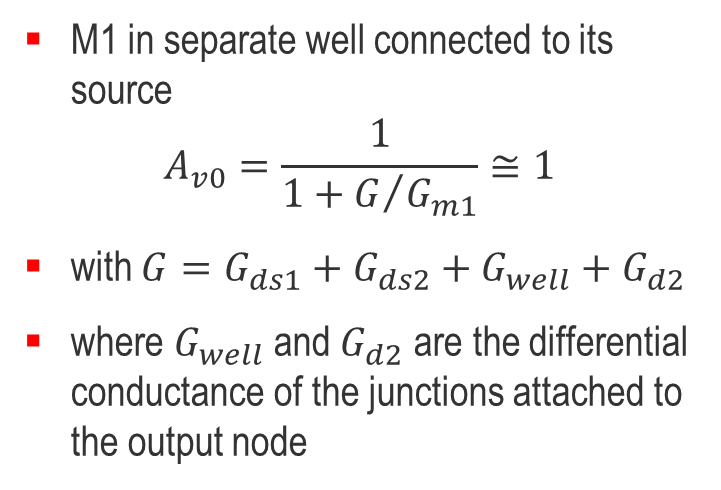 ▪ M1 in separate well connected to its
source
A_{v0} = \frac{1}{1 + G/G_{m1}} ≅ 1
▪ with G = G_{ds1} + G_{ds2} + G_{well} + G_{d2}
▪ where G_{well} and G_{d2} are the differential
conductance of the junctions attached to
the output node